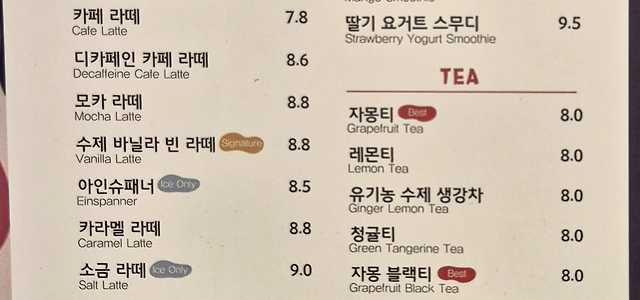 카페 라떼 7.8
Cafe Latte
디카페인 카페 라떼 8.6
Decaffeine Cafe Latte
모카 라떼 8.8
Mocha Latte
수제 바닐라 빈 라떼 Signature 8.8
Vanilla Latte
아인슈패너 Ice Only 8.5
Einspanner
카라멜 라떼 8.8
Caramel Latte
소금 라떼 Ice Only 9.0
Salt Latte
딸기 요거트 스무디 9.5
Strawberry Yogurt Smoothie
TEA
자몽티 Best 8.0
Grapefruit Tea
레몬티 8.0
Lemon Tea
유기농 수제 생강차 8.0
Ginger Lemon Tea
청귤티 8.0
Green Tangerine Tea
자몽 블랙티 Best 8.0
Grapefruit Black Tea